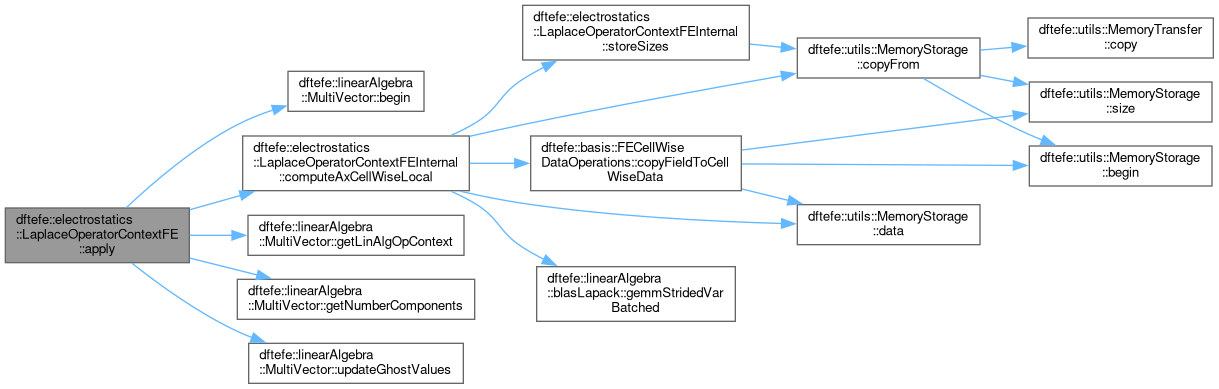 dftefe::electrostatics
::LaplaceOperatorContextFE
::apply
dftefe::linearAlgebra
::MultiVector::begin
dftefe::electrostatics
::LaplaceOperatorContextFEInternal
::computeAxCellWiseLocal
dftefe::linearAlgebra
::MultiVector::getLinAlgOpContext
dftefe::linearAlgebra
::MultiVector::getNumberComponents
dftefe::linearAlgebra
::MultiVector::updateGhostValues
dftefe::electrostatics
::LaplaceOperatorContextFEInternal
::storeSizes
dftefe::basis::FECellWise
DataOperations::copyFieldToCell
WiseData
dftefe::linearAlgebra
::blasLapack::gemmStridedVar
Batched
dftefe::utils::MemoryStorage
::copyFrom
dftefe::utils::MemoryStorage
::data
dftefe::utils::MemoryTransfer
::copy
dftefe::utils::MemoryStorage
::size
dftefe::utils::MemoryStorage
::begin